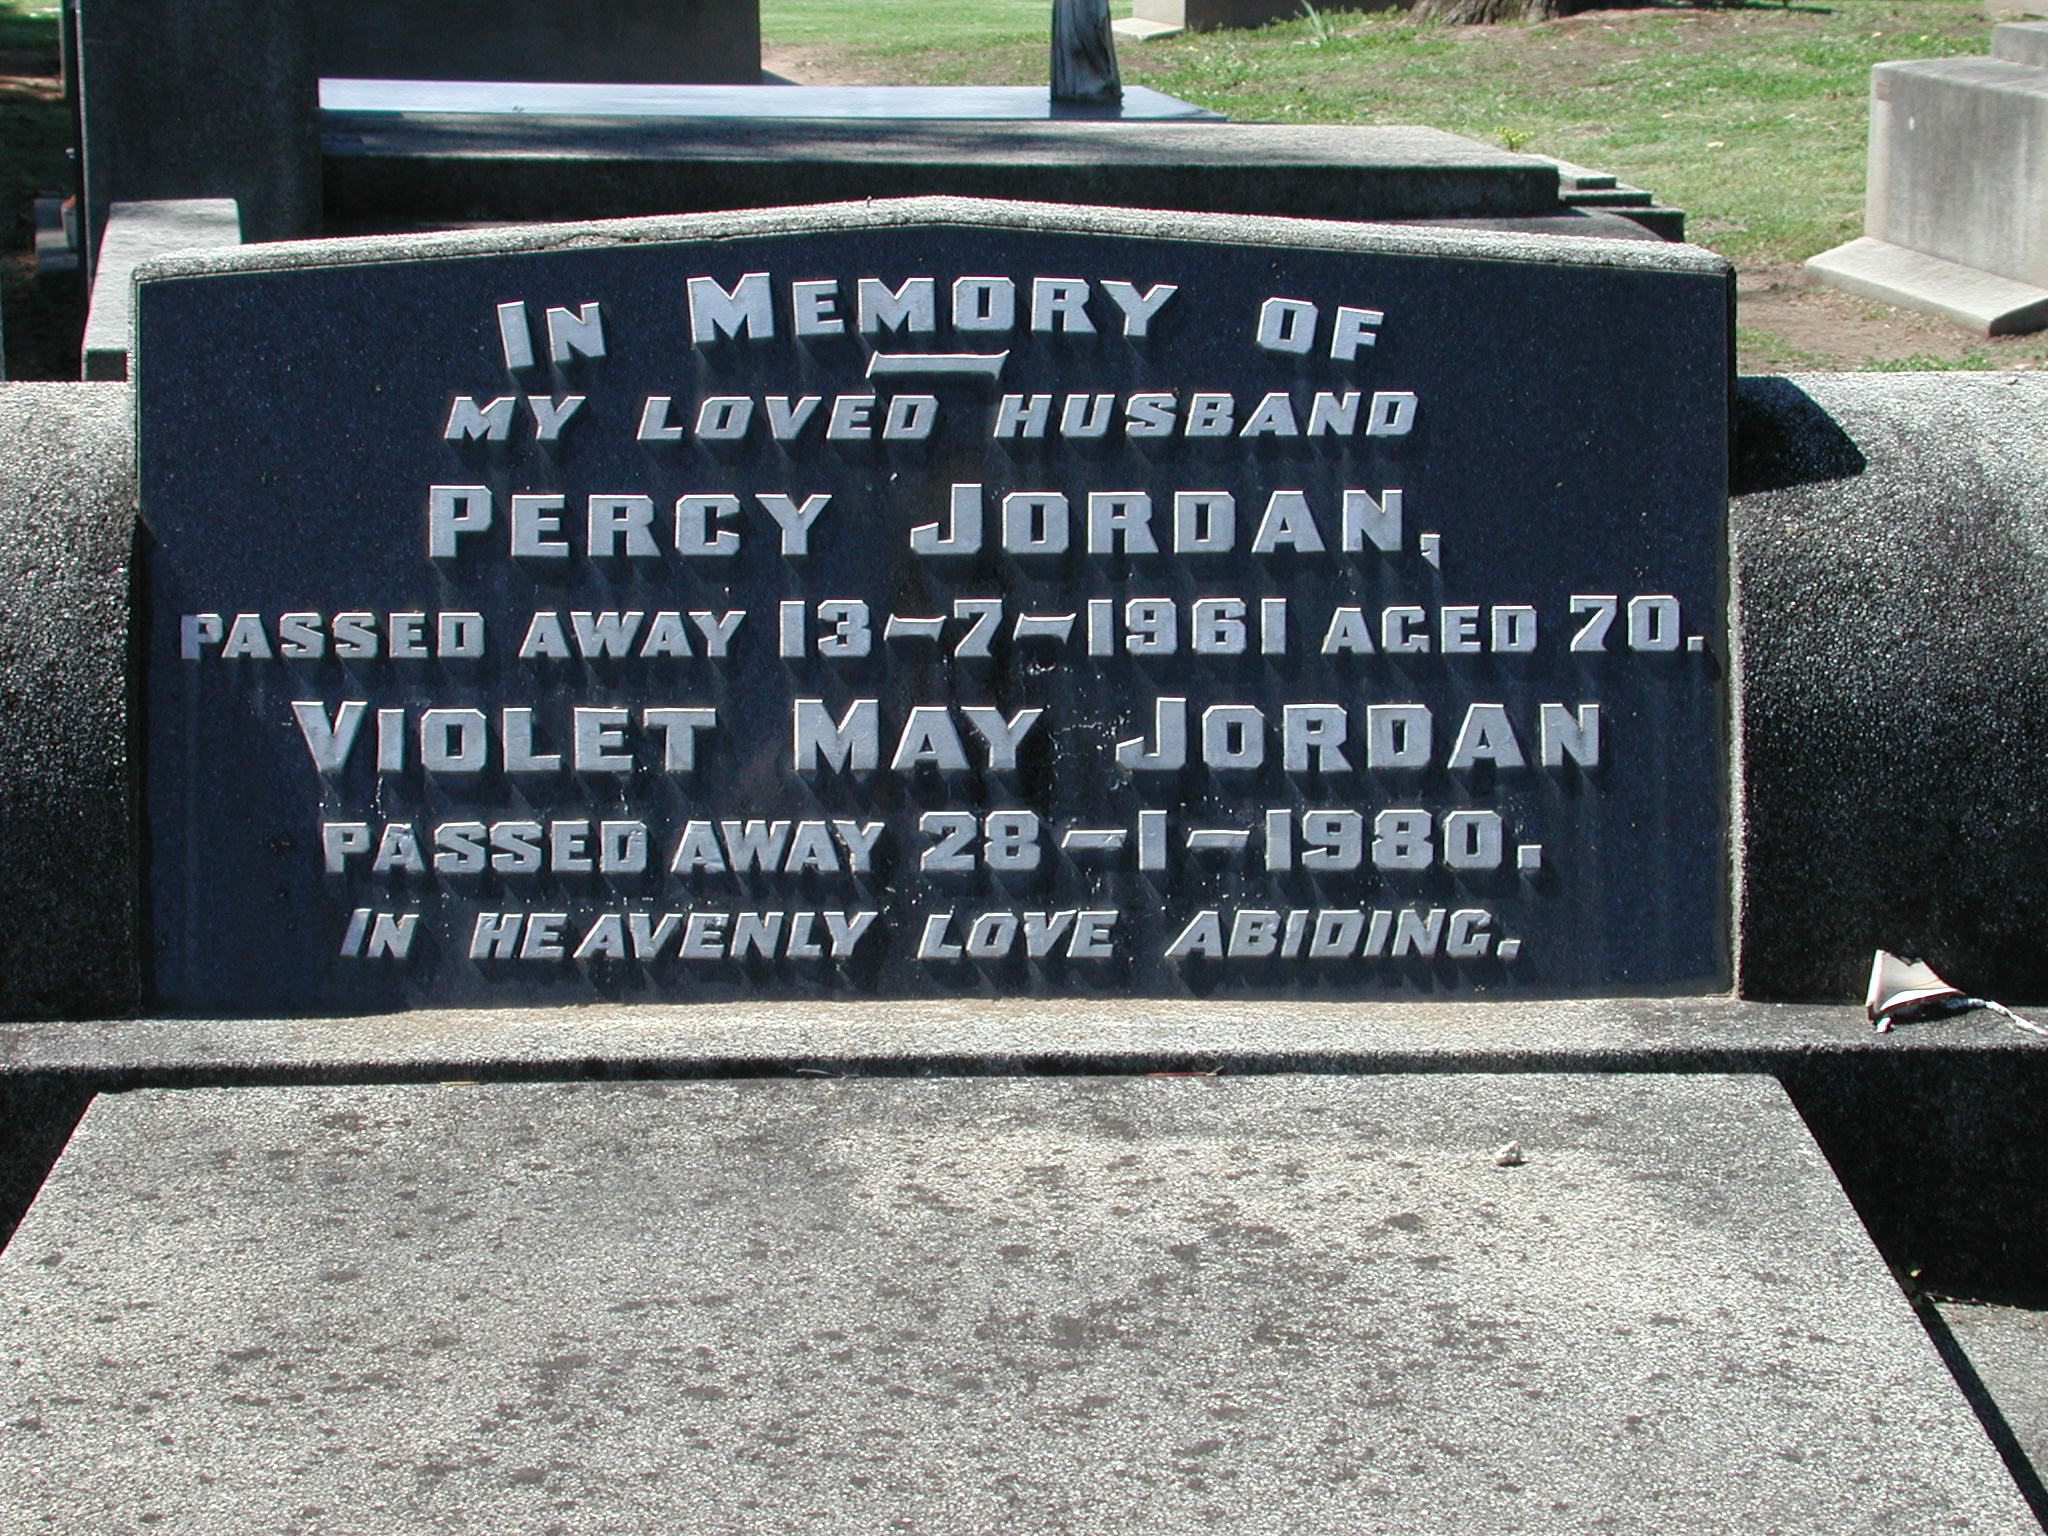 IN MEMORY OF
MY LOVED HUSBAND
PERCY JORDAN,
PASSED AWAY 13-7-1961 AGED 70.
VIOLET MAY JORDAN
PASSED AWAY 28-1-1980.
IN HEAVENLY LOVE ABIDING.